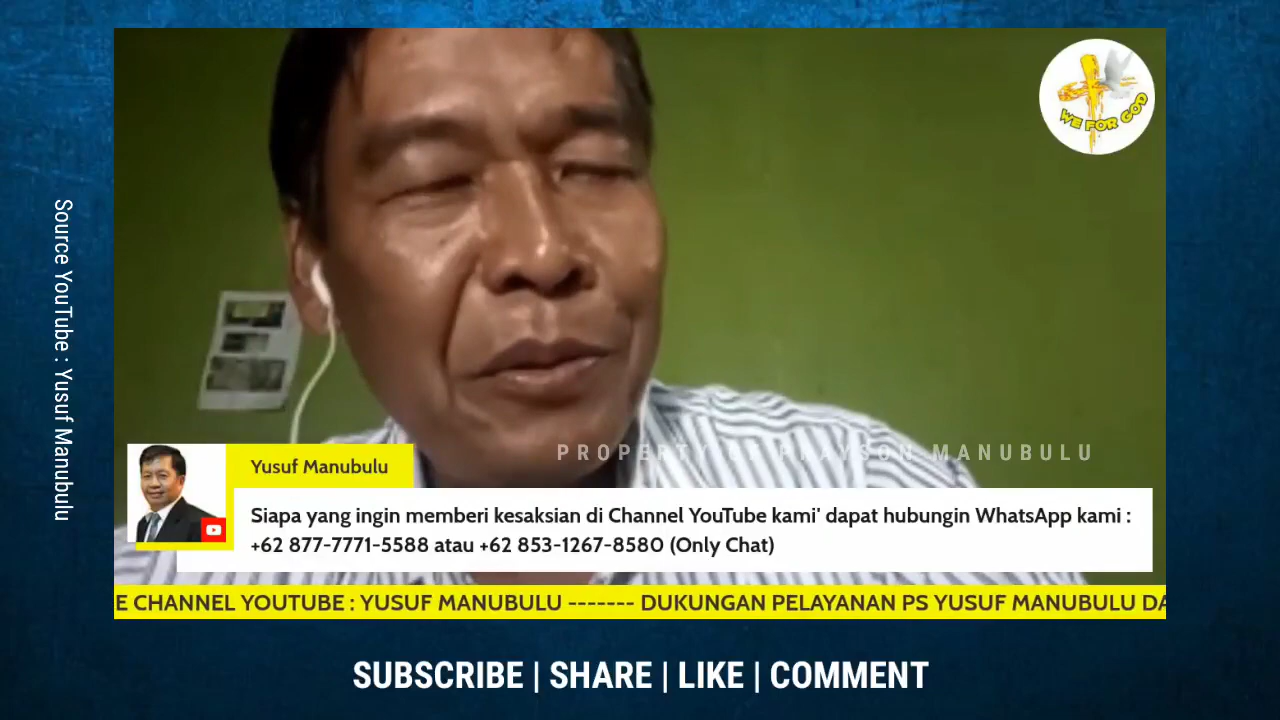 WE FOR GOD
Source YouTube : Yusuf Manubulu
PROPERTY OF PRAYSON MANUBULU
Yusuf Manubulu
Siapa yang ingin memberi kesaksian di Channel YouTube kami' dapat hubungin WhatsApp kami :
+62 877-7771-5588 atau +62 853-1267-8580 (Only Chat)
E CHANNEL YOUTUBE : YUSUF MANUBULU ------- DUKUNGAN PELAYANAN PS YUSUF MANUBULU DA
SUBSCRIBE | SHARE | LIKE | COMMENT